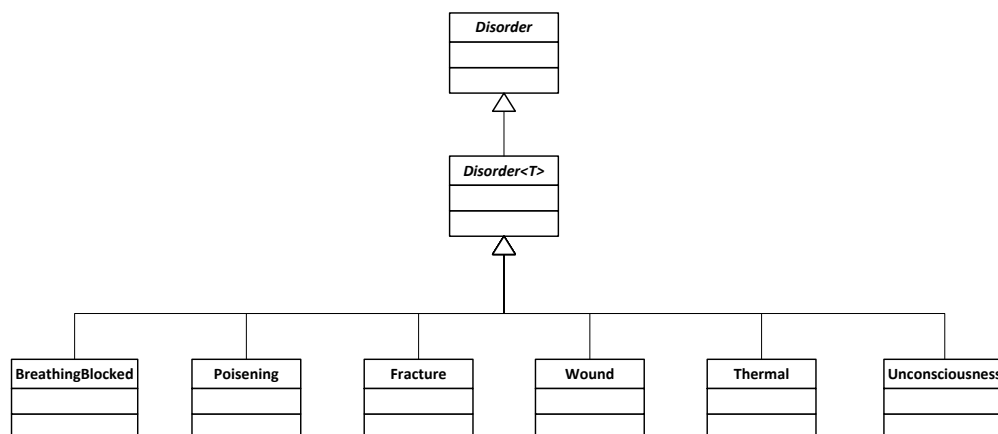 Disorder
Disorder<T>
BreathingBlocked
Poisening
Fracture
Wound
Thermal
Unconsciousness